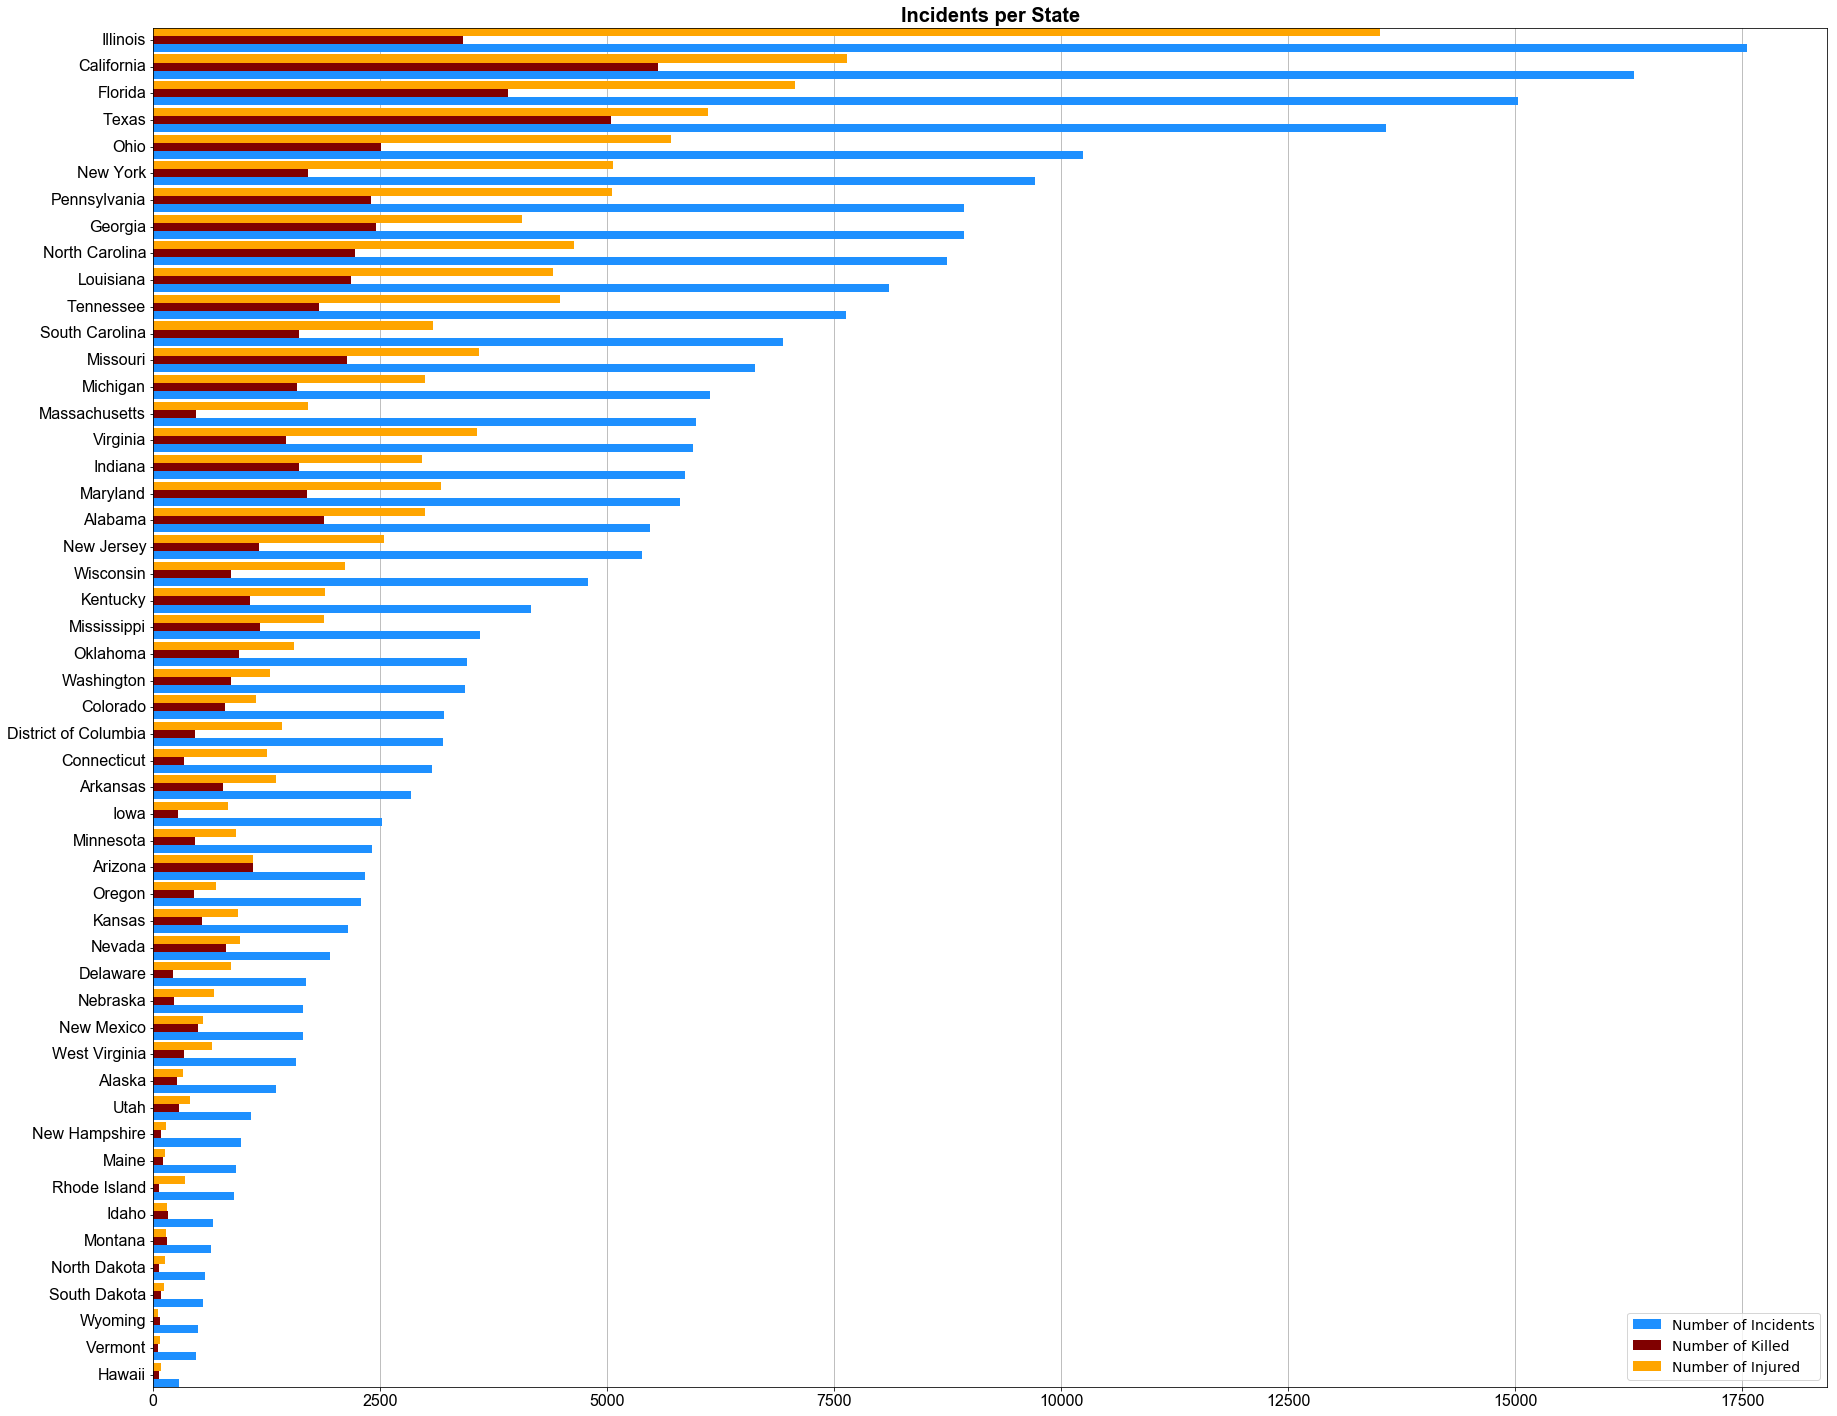 Incidents per State
Illinois
California
Florida
Texas
Ohio
New York
Pennsylvania
Georgia
North Carolina
Louisiana
Tennessee
South Carolina
Missouri
Michigan
Massachusetts
Virginia
Indiana
Maryland
Alabama
New Jersey
Wisconsin
Kentucky
Mississippi
Oklahoma
Washington
Colorado
District of Columbia
Connecticut
Arkansas
Iowa
Minnesota
Arizona
Oregon
Kansas
Nevada
Delaware
Nebraska
New Mexico
West Virginia
Alaska
Utah
New Hampshire
Maine
Rhode Island
Idaho
Montana
North Dakota
South Dakota
Wyoming
Vermont
Hawaii
Number of Incidents
Number of Killed
Number of Injured
0 2500 5000 7500 10000 12500 15000 17500